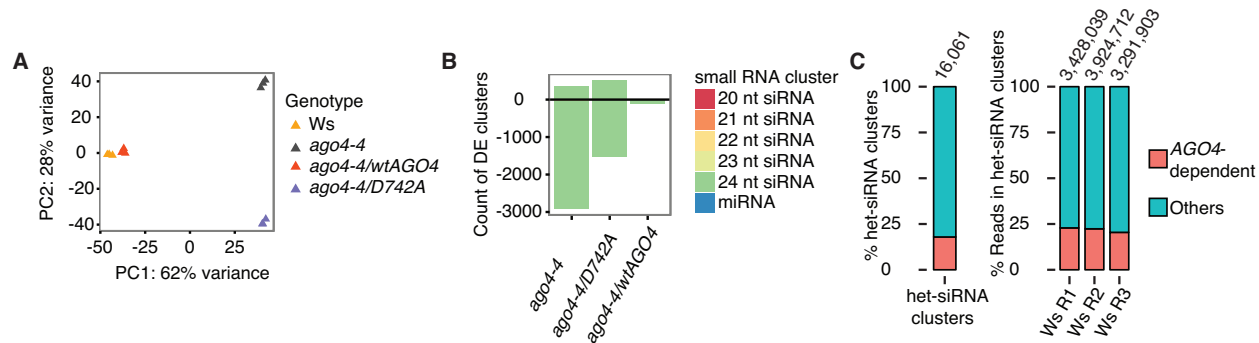 A
PC2: 28% variance
40
20
0
-20
-40
-50
-25
0
25
PC1: 62% variance
Genotype
Ws
ago4-4
ago4-4/wtAGO4
ago4-4/D742A
B
Count of DE clusters
0
-1000
-2000
-3000
ago4-4
ago4-4/D742A
ago4-4/wtAGO4
small RNA cluster
20 nt siRNA
21 nt siRNA
22 nt siRNA
23 nt siRNA
24 nt siRNA
miRNA
C
% het-siRNA clusters
16,061
100
75
50
25
0
het-siRNA
clusters
% Reads in het-siRNA clusters
3,428,039
3,924,712
3,291,903
100
75
50
25
0
Ws R1
Ws R2
Ws R3
AGO4-
dependent
Others